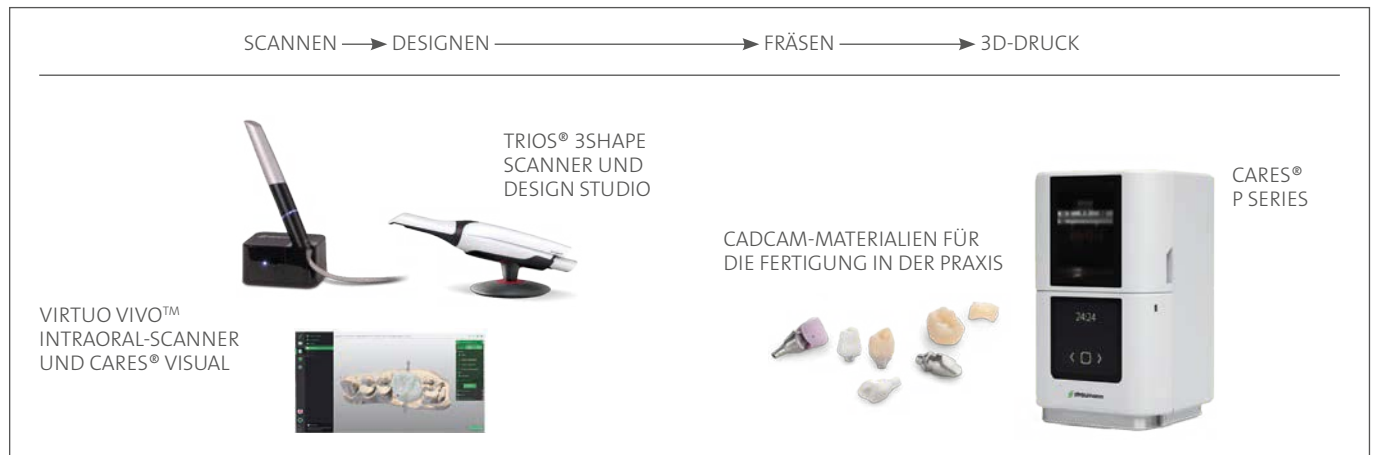 SCANNEN DESIGNEN FRÄSEN 3D-DRUCK
TRIOS® 3SHAPE
SCANNER UND
DESIGN STUDIO
CARES®
P SERIES
CADCAM-MATERIALIEN FÜR
DIE FERTIGUNG IN DER PRAXIS
VIRTUO VIVO™
INTRAORAL-SCANNER
UND CARES® VISUAL
24:24
straumann